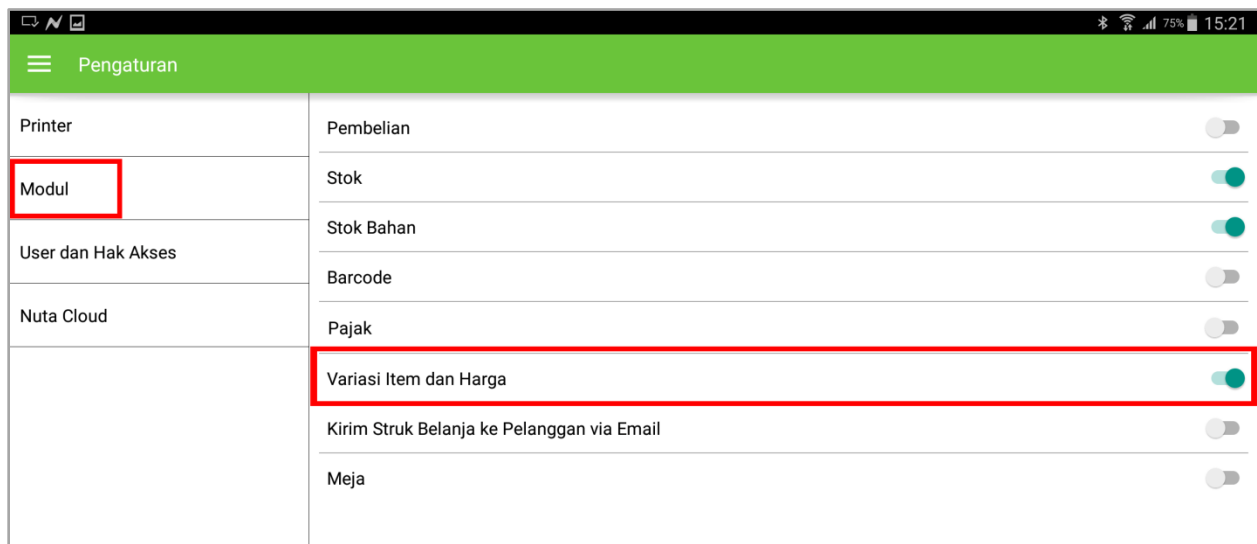 75% 15:21
Pengaturan
Printer
Modul
User dan Hak Akses
Nuta Cloud
Pembelian
Stok
Stok Bahan
Barcode
Pajak
Variasi Item dan Harga
Kirim Struk Belanja ke Pelanggan via Email
Meja